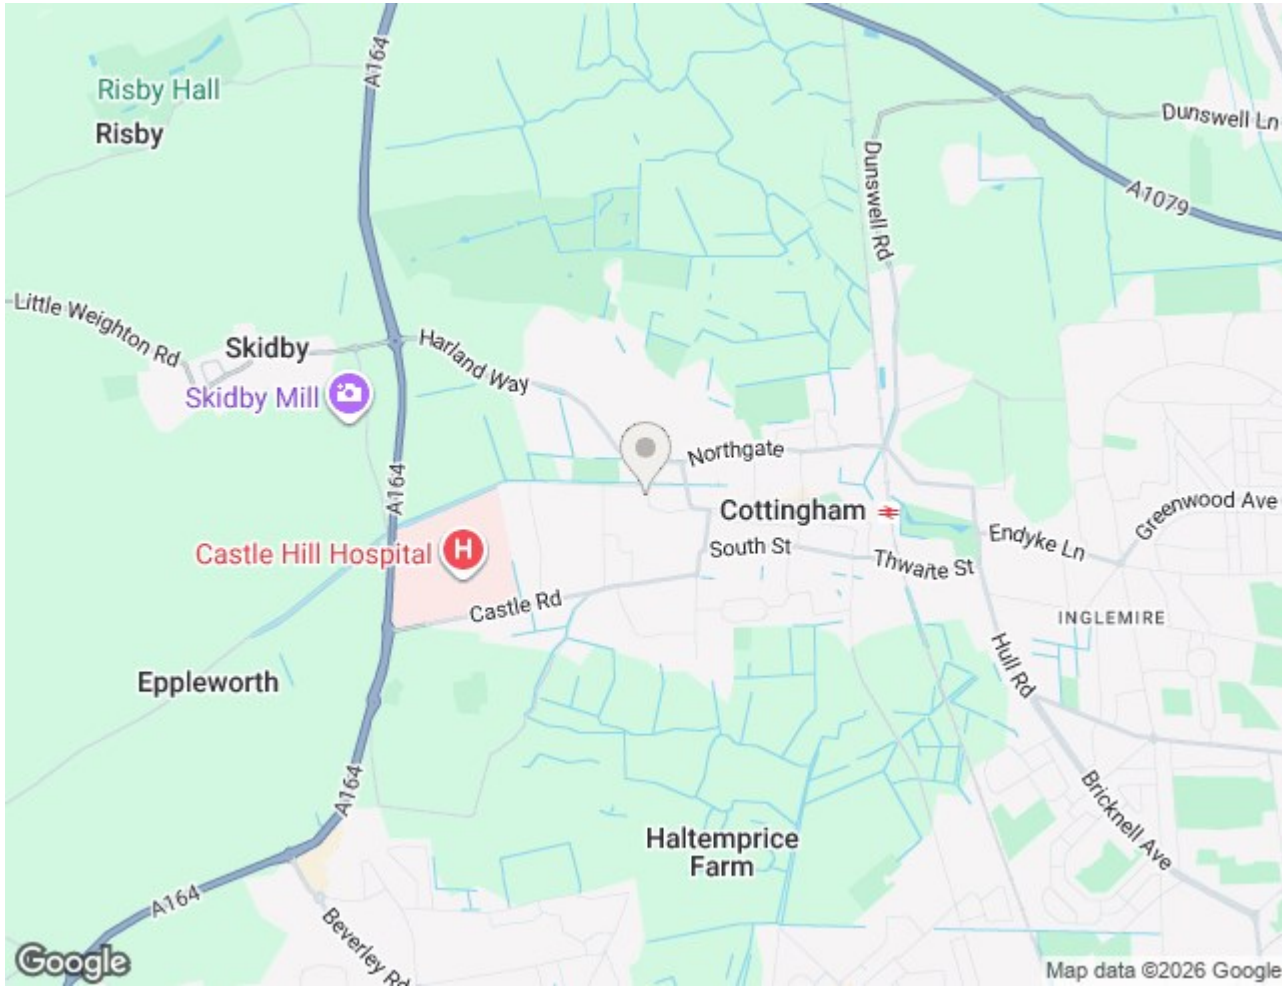 A164
Risby Hall
Risby
Dunswell Ln
A1079
Dunswell Rd
Little Weighton Rd
Skidby
Harland Way
Skidby Mill
Northgate
A164
Cottingham
Greenwood Ave
Castle Hill Hospital
H
South St
Endyke Ln
Thwaite St
Castle Rd
INGLEMIRE
Hull Rd
Eppleworth
A164
Bricknell Ave
Haltemprice
Farm
A164
Beverley Rd
Google
Map data ©2026 Google